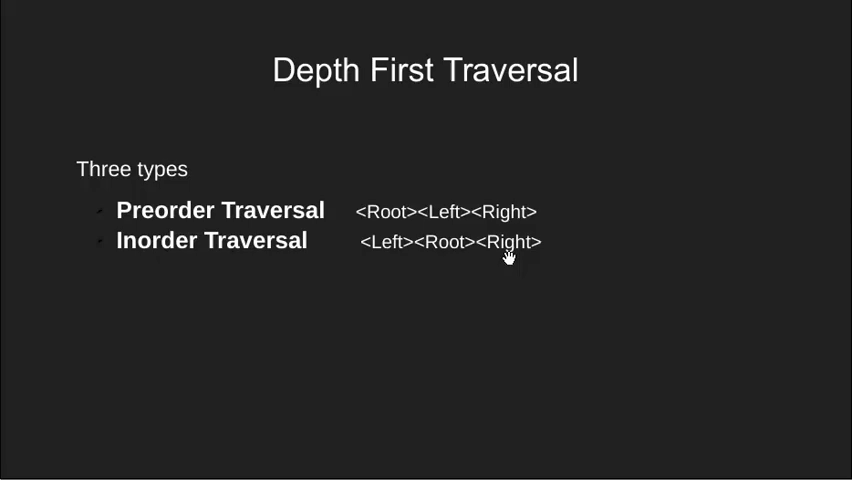 Depth First Traversal
Three types
Preorder Traversal <Root><Left><Right>
Inorder Traversal <Left><Root><Right>